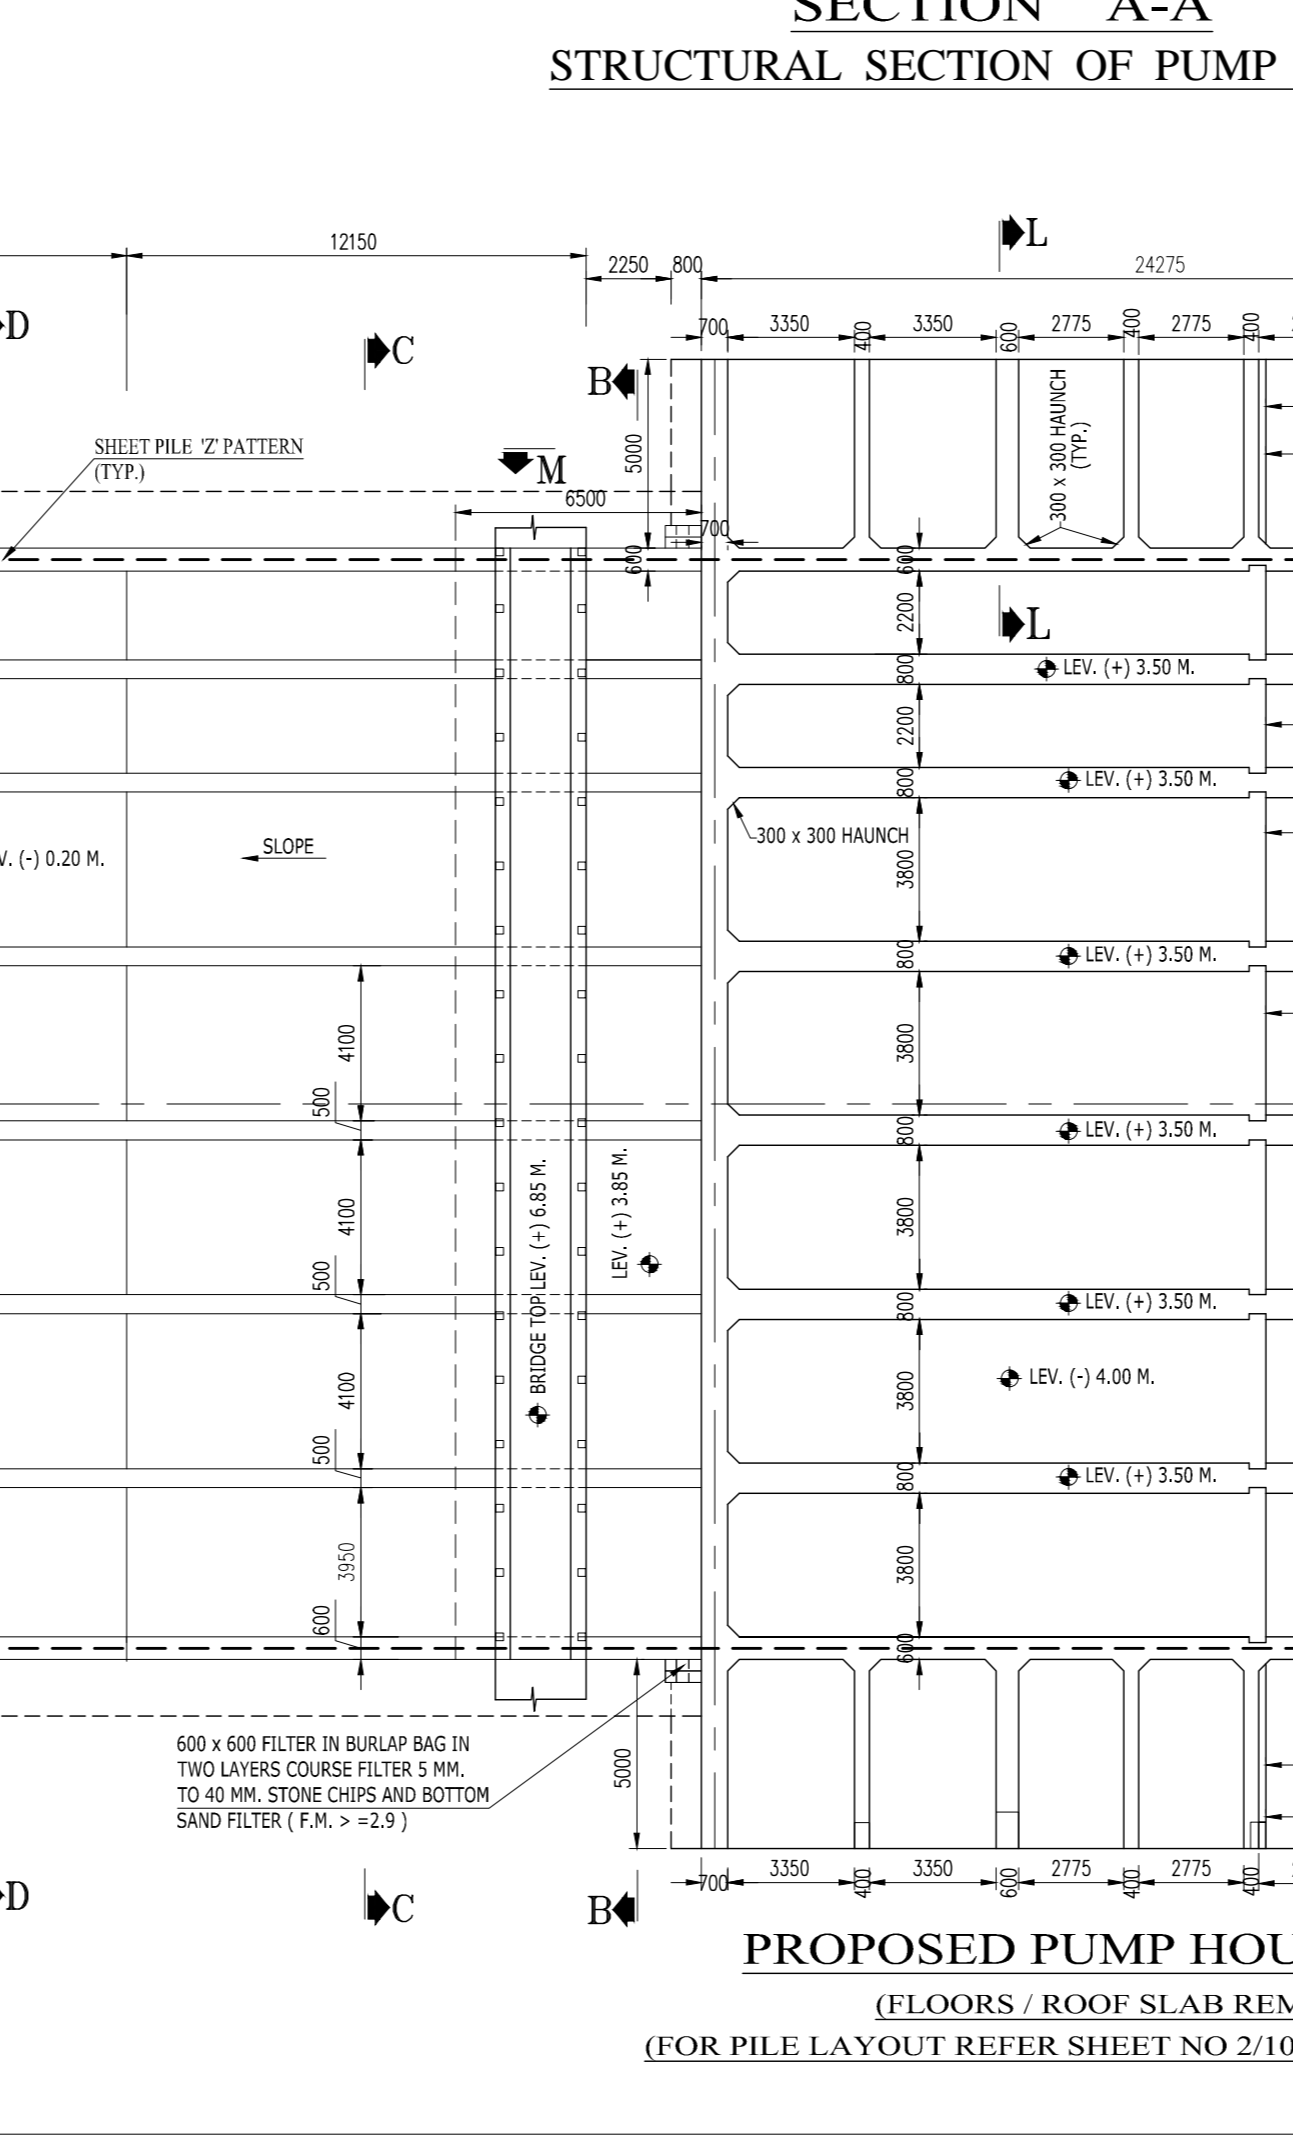 SECTION A-A
STRUCTURAL SECTION OF PUMP
12150
L
2250 800
24275
D
C
700 3350 400 3350 600 2775 400 2775 400
B
5000
300 x 300 HAUNCH
(TYP.)
SHEET PILE 'Z' PATTERN
(TYP.)
M
6500
700
600
600
2200
L
800
LEV. (+) 3.50 M.
2200
800
LEV. (+) 3.50 M.
300 x 300 HAUNCH
SLOPE
V. (-) 0.20 M.
3800
800
LEV. (+) 3.50 M.
4100
3800
500
800
LEV. (+) 3.50 M.
4100
BRIDGE TOP LEV. (+) 6.85 M.
LEV. (+) 3.85 M.
3800
500
800
LEV. (+) 3.50 M.
4100
3800
LEV. (-) 4.00 M.
500
800
LEV. (+) 3.50 M.
3950
3800
600
600
600 x 600 FILTER IN BURLAP BAG IN
TWO LAYERS COURSE FILTER 5 MM.
TO 40 MM. STONE CHIPS AND BOTTOM
SAND FILTER ( F.M. > =2.9 )
5000
700 3350 400 3350 600 2775 400 2775 400
D
C
B
PROPOSED PUMP HOU
(FLOORS / ROOF SLAB REM
(FOR PILE LAYOUT REFER SHEET NO 2/10